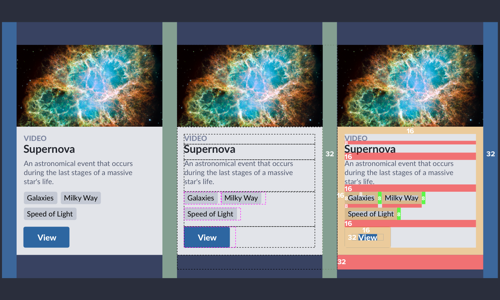 VIDEO
Supernova
An astronomical event that occurs
during the last stages of a massive
star's life.
Galaxies Milky Way
Speed of Light
View
VIDEO
Supernova
An astronomical event that occurs
during the last stages of a massive
star's life.
Galaxies Milky Way
Speed of Light
View
32
16
VIDEO
Supernova
16
An astronomical event that occurs
during the last stages of a massive
star's life.
16
Galaxies Milky Way
Speed of Light
16
16
32 View
32
32